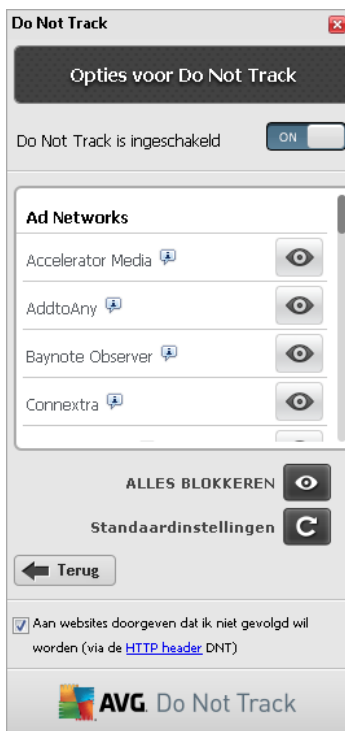 Do Not Track
Opties voor Do Not Track
Do Not Track is ingeschakeld
ON
Ad Networks
Accelerator Media
AddtoAny
Baynote Observer
Connextra
ALLES BLOKKEREN
Standaardinstellingen
Terug
Aan websites doorgeven dat ik niet gevolgd wil
worden (via de HTTP header DNT)
AVG. Do Not Track